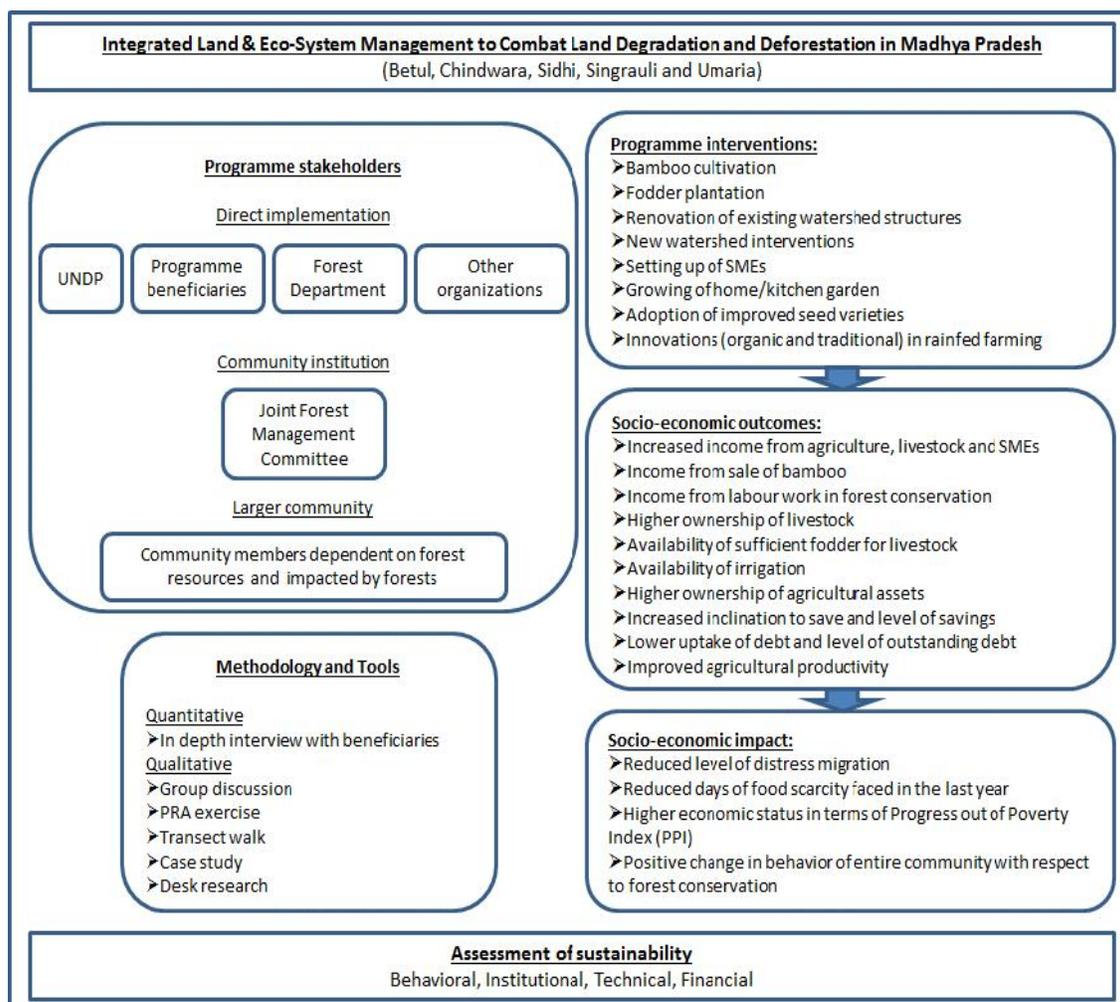 Integrated Land & Eco-System Management to Combat Land Degradation and Deforestation in Madhya Pradesh
(Betul, Chindwara, Sidhi, Singrauli and Umaria)
Programme stakeholders
Direct implementation
UNDP
Programme
beneficiaries
Forest
Department
Other
organizations
Community institution
Joint Forest
Management
Committee
Larger community
Community members dependent on forest
resources and impacted by forests
Methodology and Tools
Quantitative
➢In depth interview with beneficiaries
Qualitative
➢Group discussion
➢PRA exercise
➢Transect walk
➢Case study
➢Desk research
Programme interventions:
➢Bamboo cultivation
➢Fodder plantation
➢Renovation of existing watershed structures
➢New watershed interventions
➢Setting up of SMEs
➢Growing of home/kitchen garden
➢Adoption of improved seed varieties
➢Innovations (organic and traditional) in rainfed farming
Socio-economic outcomes:
➢Increased income from agriculture, livestock and SMEs
➢Income from sale of bamboo
➢Income from labour work in forest conservation
➢Higher ownership of livestock
➢Availability of sufficient fodder for livestock
➢Availability of irrigation
➢Higher ownership of agricultural assets
➢Increased inclination to save and level of savings
➢Lower uptake of debt and level of outstanding debt
➢Improved agricultural productivity
Socio-economic impact:
➢Reduced level of distress migration
➢Reduced days of food scarcity faced in the last year
➢Higher economic status in terms of Progress out of Poverty
Index (PPI)
➢Positive change in behavior of entire community with respect
to forest conservation
Assessment of sustainability
Behavioral, Institutional, Technical, Financial